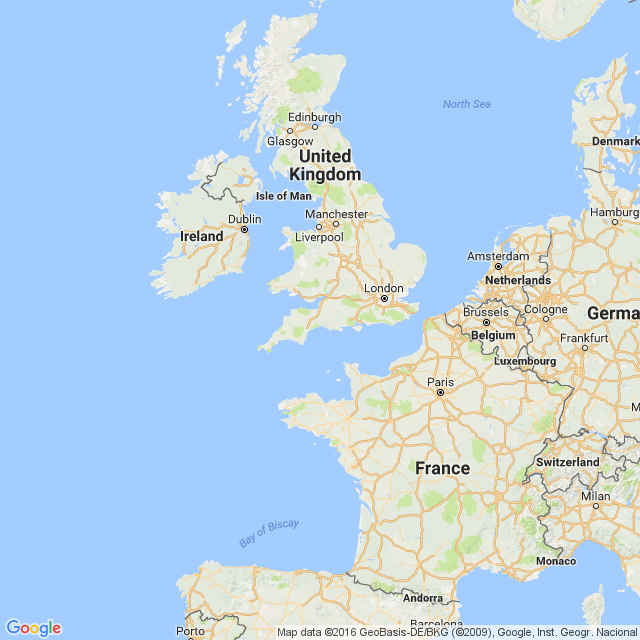 North Sea
Edinburgh
Glasgow
Denmark
United
Kingdom
Isle of Man
Manchester
Hamburg
Dublin
Liverpool
Ireland
Amsterdam
Netherlands
London
Cologne
Brussels
Germa
Belgium
Frankfurt
Luxembourg
Paris
M
France
Switzerland
Milan
Bay of Biscay
Monaco
Andorra
Barcelona
Porto
Google
Map data ©2016 GeoBasis-DE/BKG (©2009), Google, Inst. Geogr. Naciona